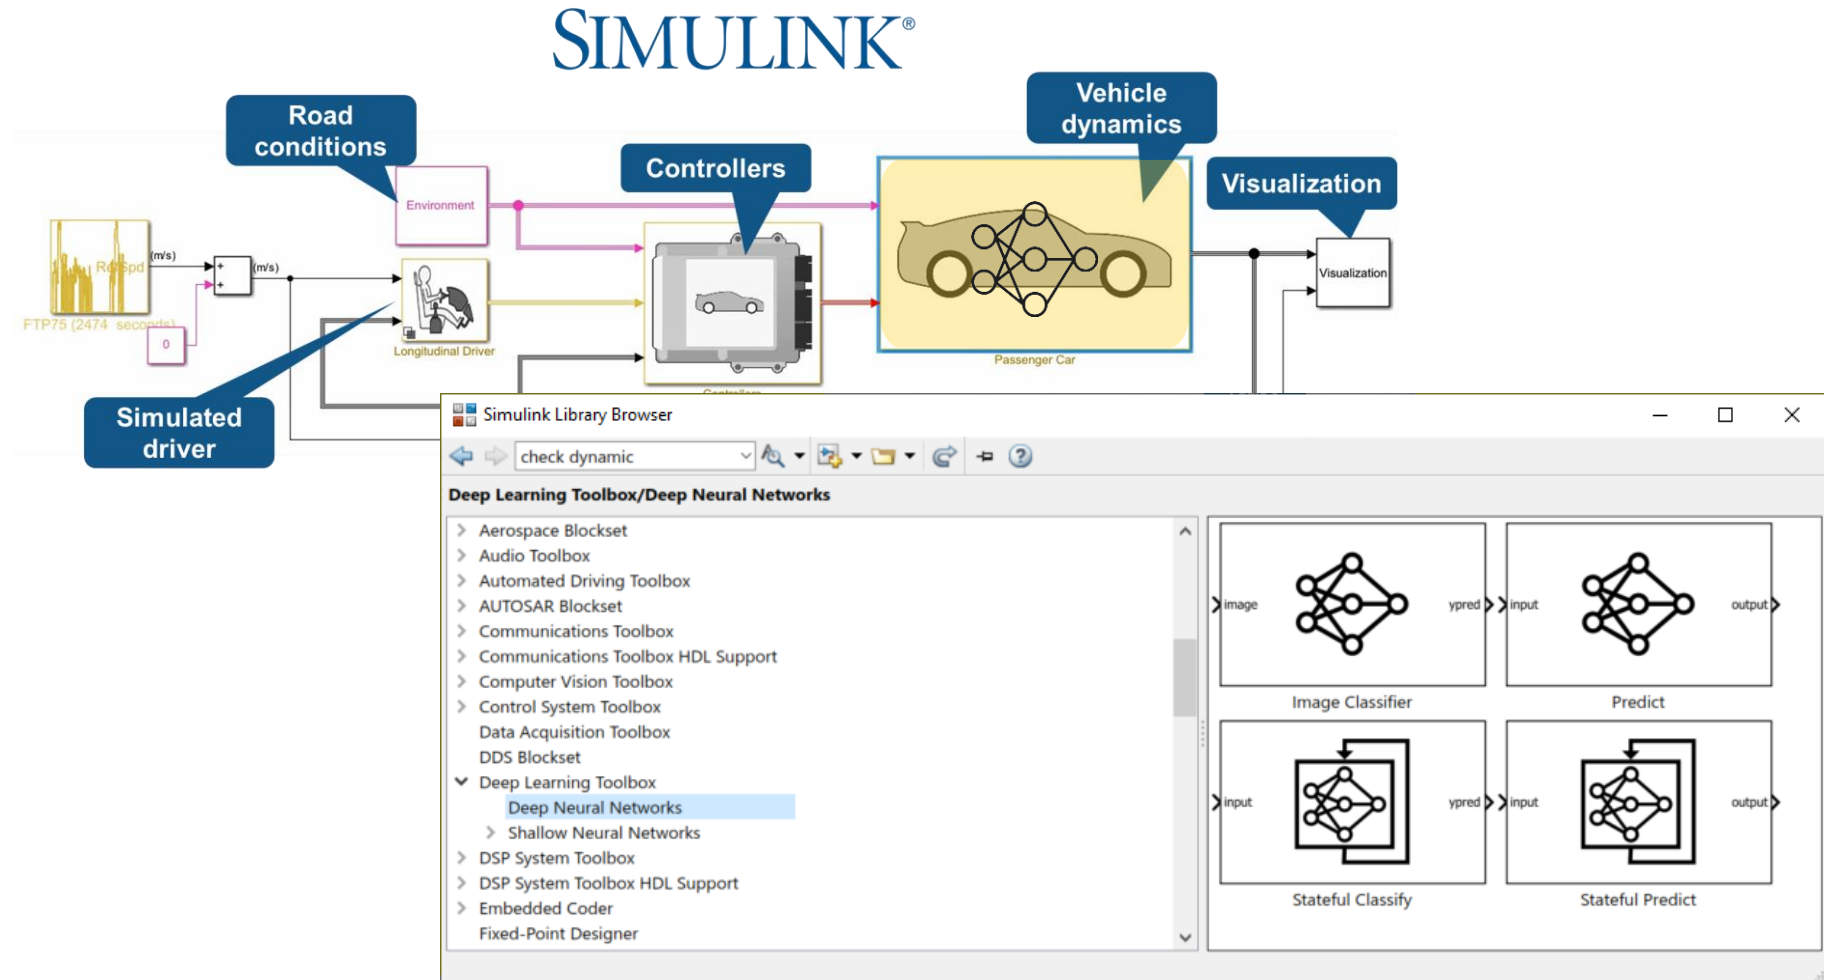 SIMULINK®
Road
conditions
Controllers
Vehicle
dynamics
Visualization
Environment
(m/s)
RefSpd
(m/s)
+
+
FTP75 (2474 seconds)
0
Longitudinal Driver
Passenger Car
Visualization
Simulated
driver
Simulink Library Browser
check dynamic
Deep Learning Toolbox/Deep Neural Networks
Aerospace Blockset
Audio Toolbox
Automated Driving Toolbox
AUTOSAR Blockset
Communications Toolbox
Communications Toolbox HDL Support
Computer Vision Toolbox
Control System Toolbox
Data Acquisition Toolbox
DDS Blockset
Deep Learning Toolbox
Deep Neural Networks
Shallow Neural Networks
DSP System Toolbox
DSP System Toolbox HDL Support
Embedded Coder
Fixed-Point Designer
image
ypred
Image Classifier
input
output
Predict
input
ypred
Stateful Classify
input
output
Stateful Predict